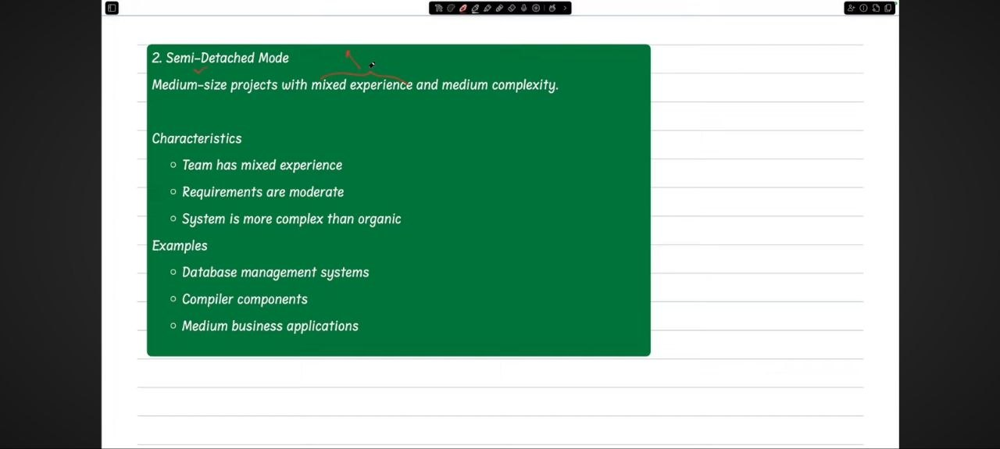 2. Semi-Detached Mode
Medium-size projects with mixed experience and medium complexity.
Characteristics
○ Team has mixed experience
○ Requirements are moderate
○ System is more complex than organic
Examples
○ Database management systems
○ Compiler components
○ Medium business applications